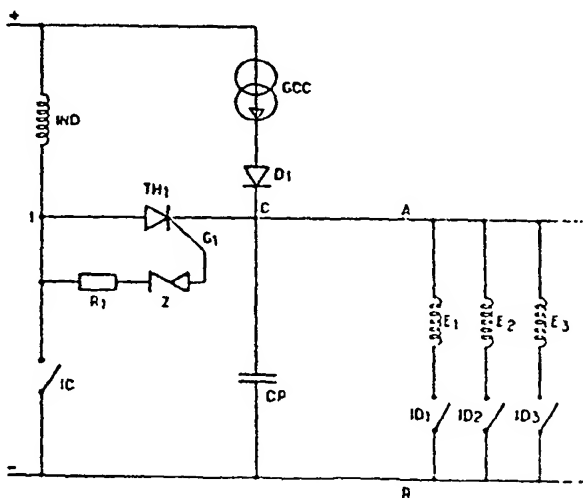 +
GCC
IND
D1
TH1
C
A
1
G1
R1
Z
E1
E2
E3
IC
CP
ID1
ID2
ID3
-
B